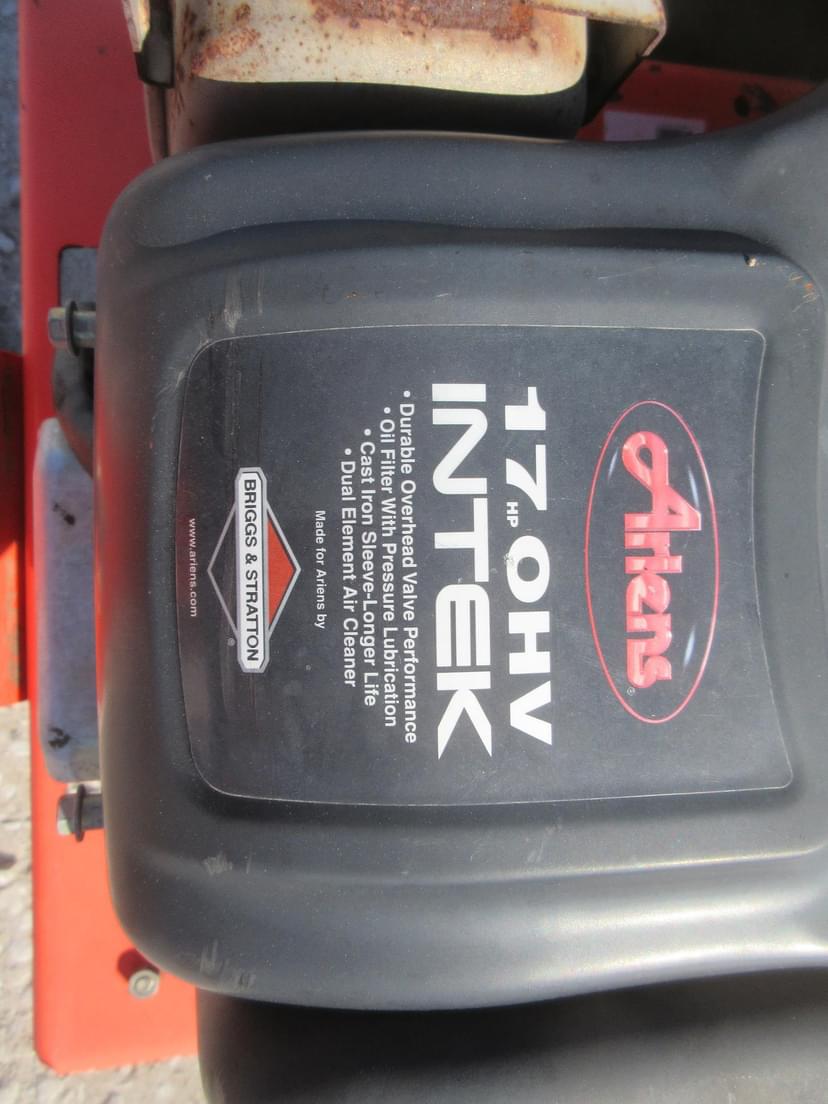 Ariens®
17 HP OHV
INTEK
• Durable Overhead Valve Performance
• Oil Filter With Pressure Lubrication
• Cast Iron Sleeve-Longer Life
• Dual Element Air Cleaner
Made for Ariens by
BRIGGS & STRATTON®
www.ariens.com